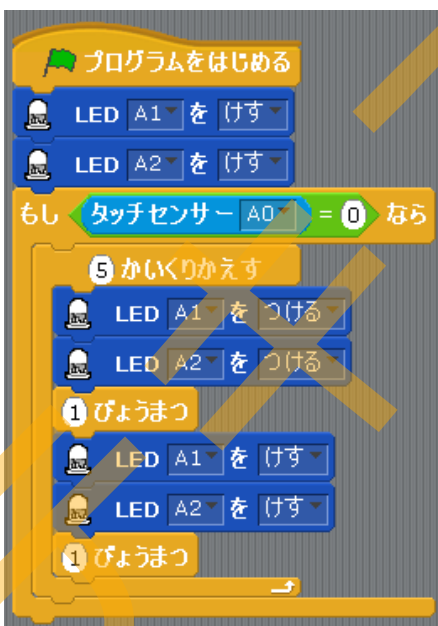 プログラムをはじめる
LED A1 を けす
LED A2 を けす
もし タッチセンサー A0 = 0 なら
5 かいくりかえす
LED A1 を つける
LED A2 を つける
1 びょうまつ
LED A1 を けす
LED A2 を けす
1 びょうまつ